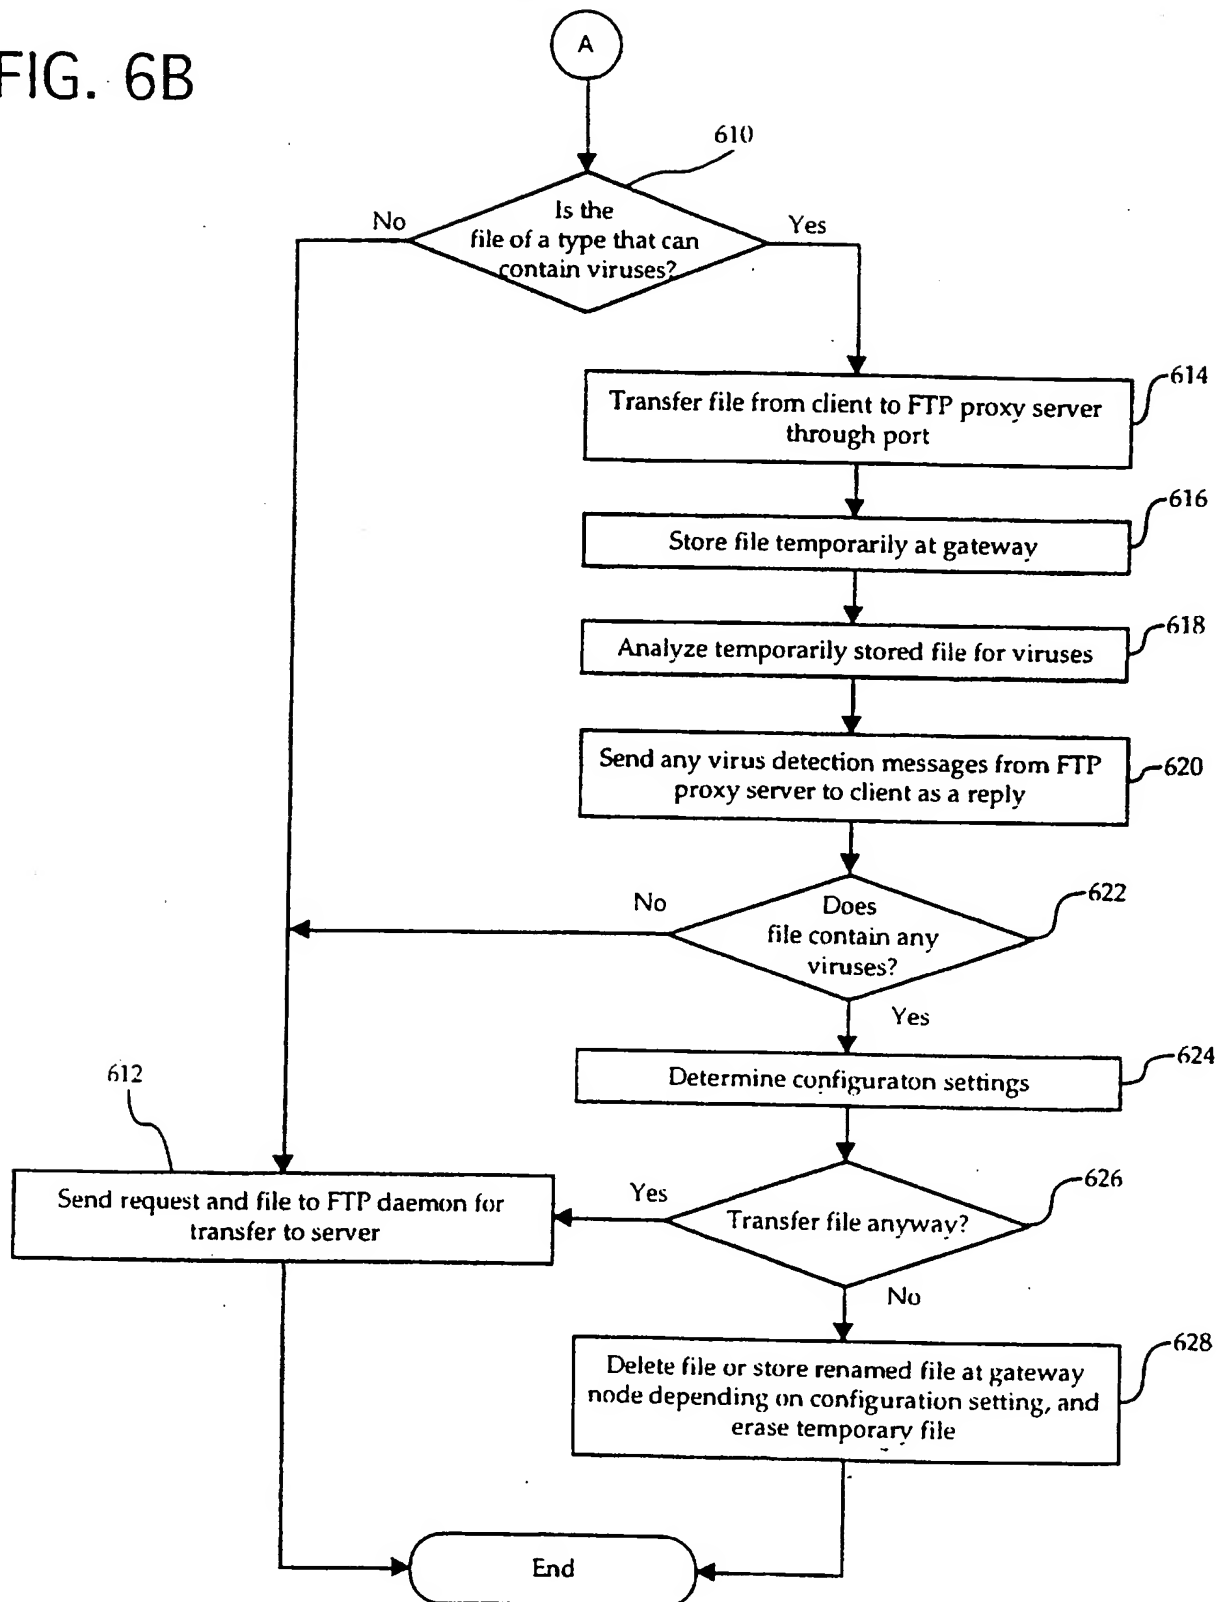 FIG. 6B
A
610
Is the
file of a type that can
contain viruses?
No
Yes
614
Transfer file from client to FTP proxy server
through port
616
Store file temporarily at gateway
618
Analyze temporarily stored file for viruses
620
Send any virus detection messages from FTP
proxy server to client as a reply
622
Does
file contain any
viruses?
No
Yes
624
Determine configuraton settings
612
Send request and file to FTP daemon for
transfer to server
626
Transfer file anyway?
Yes
No
628
Delete file or store renamed file at gateway
node depending on configuration setting, and
erase temporary file
End